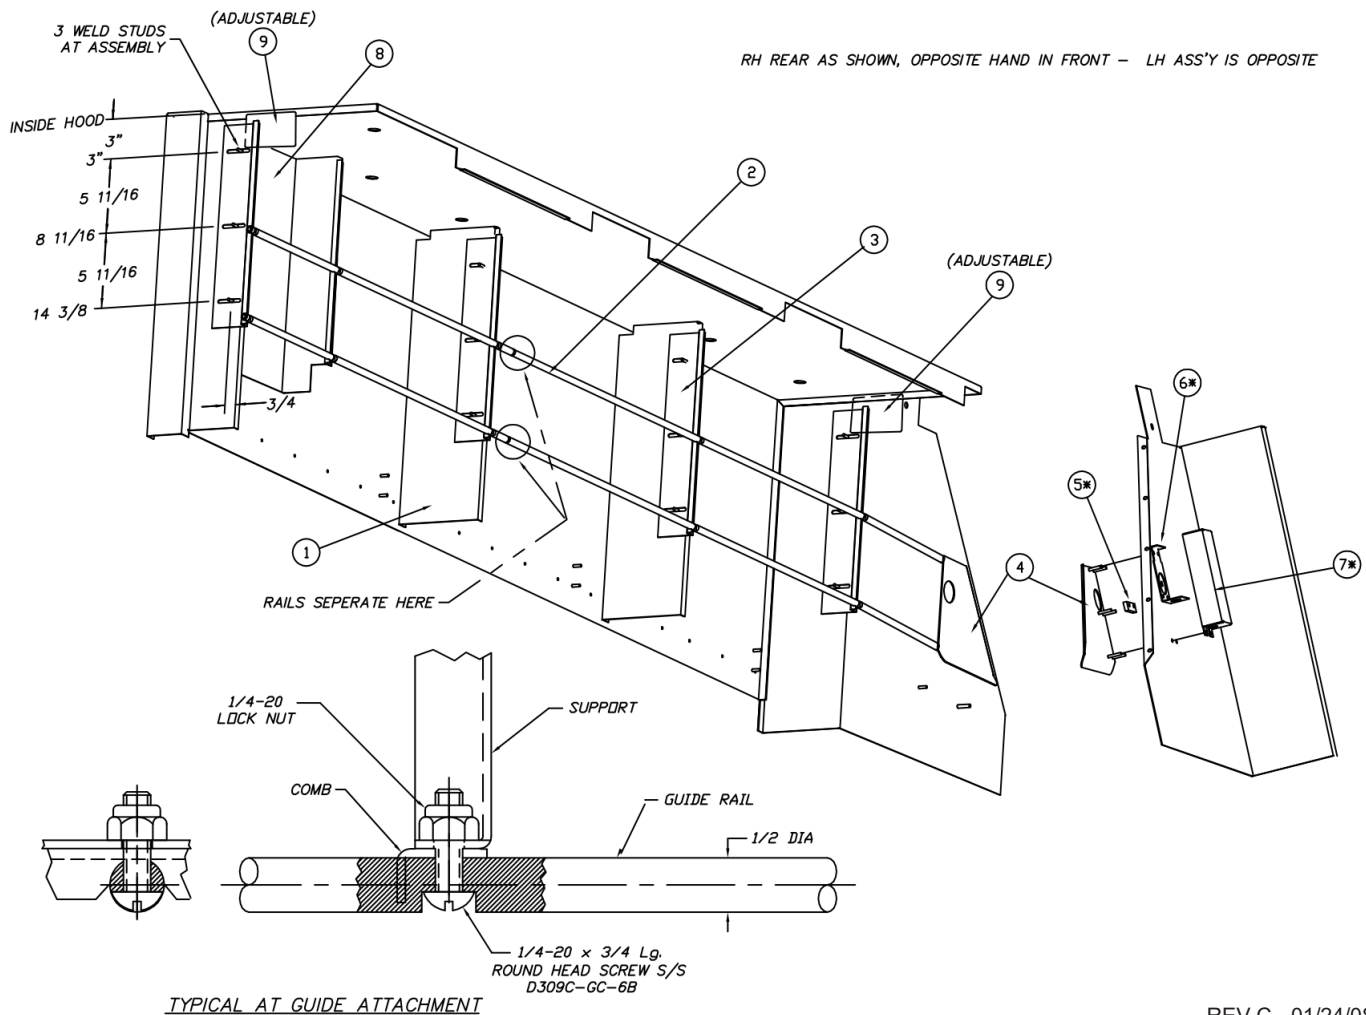 3 WELD STUDS
AT ASSEMBLY
(ADJUSTABLE)
9
8
RH REAR AS SHOWN, OPPOSITE HAND IN FRONT - LH ASS'Y IS OPPOSITE
INSIDE HOOD
3"
3"
5 11/16
8 11/16
5 11/16
14 3/8
3/4
2
3
(ADJUSTABLE)
9
6*
5*
7*
4
1
RAILS SEPERATE HERE
1/4-20
LOCK NUT
SUPPORT
COMB
GUIDE RAIL
1/2 DIA
1/4-20 x 3/4 Lg.
ROUND HEAD SCREW S/S
D309C-GC-6B
TYPICAL AT GUIDE ATTACHMENT
REV C 01/24/08